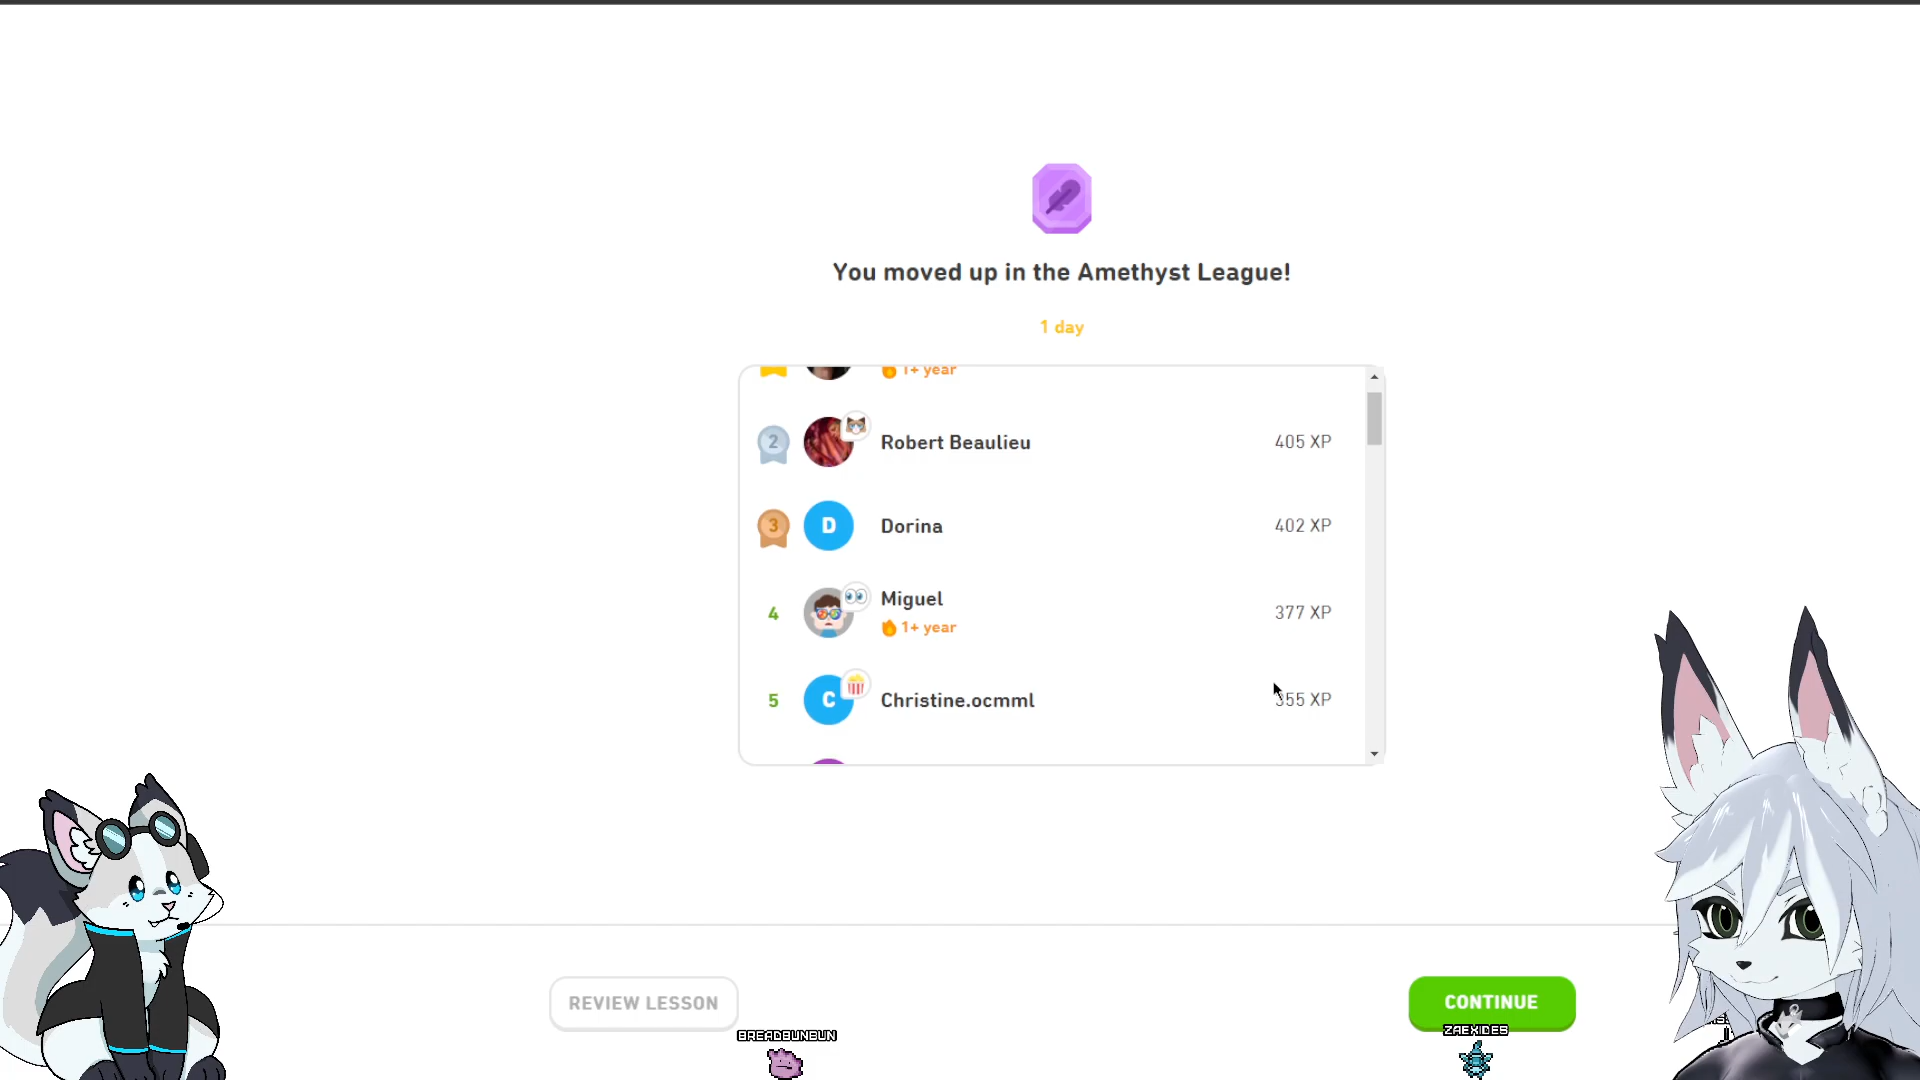 You moved up in the Amethyst League!
1 day
1+ year
2 Robert Beaulieu 405 XP
3 D Dorina 402 XP
4 Miguel 377 XP
1+ year
5 C Christine.ocmml 355 XP
REVIEW LESSON
CONTINUE
BREADBUNBUN
ZAEXIDES